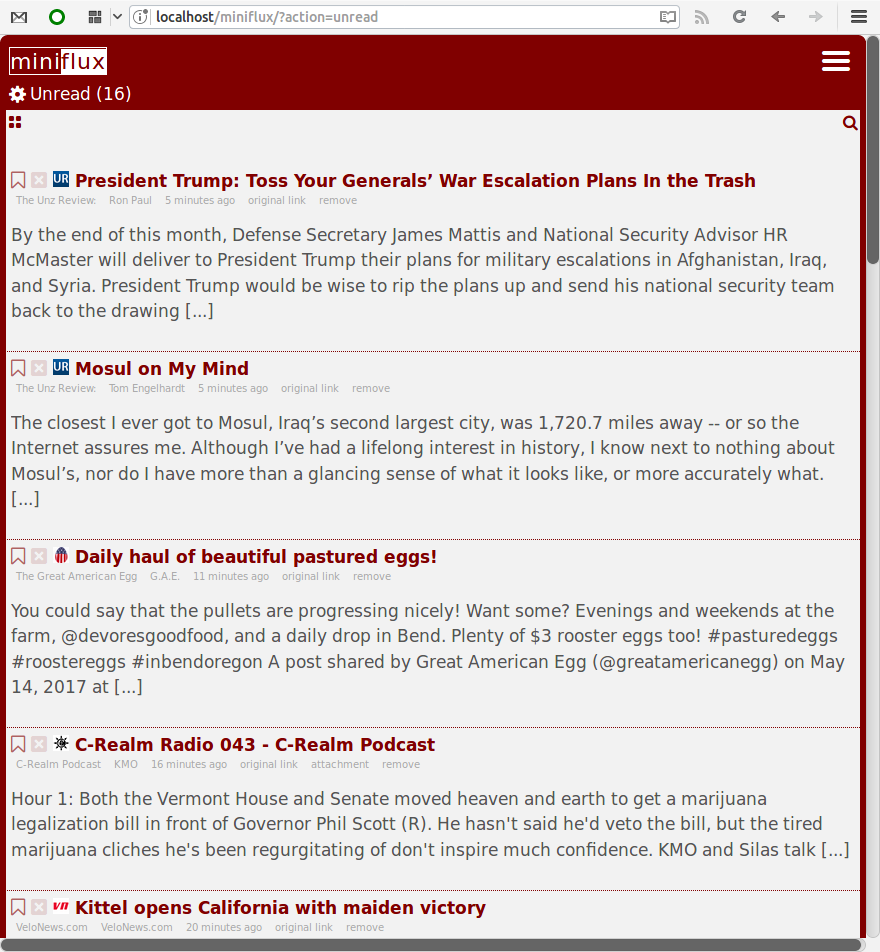 localhost/miniflux/?action=unread
miniflux
Unread (16)
UR President Trump: Toss Your Generals’ War Escalation Plans In the Trash
The Unz Review: Ron Paul 5 minutes ago original link remove
By the end of this month, Defense Secretary James Mattis and National Security Advisor HR
McMaster will deliver to President Trump their plans for military escalations in Afghanistan, Iraq,
and Syria. President Trump would be wise to rip the plans up and send his national security team
back to the drawing [...]
UR Mosul on My Mind
The Unz Review: Tom Engelhardt 5 minutes ago original link remove
The closest I ever got to Mosul, Iraq’s second largest city, was 1,720.7 miles away -- or so the
Internet assures me. Although I’ve had a lifelong interest in history, I know next to nothing about
Mosul’s, nor do I have more than a glancing sense of what it looks like, or more accurately what.
[...]
Daily haul of beautiful pastured eggs!
The Great American Egg G.A.E. 11 minutes ago original link remove
You could say that the pullets are progressing nicely! Want some? Evenings and weekends at the
farm, @devoresgoodfood, and a daily drop in Bend. Plenty of $3 rooster eggs too! #pasturedeggs
#roostereggs #inbendoregon A post shared by Great American Egg (@greatamericanegg) on May
14, 2017 at [...]
C-Realm Radio 043 - C-Realm Podcast
C-Realm Podcast KMO 16 minutes ago original link attachment remove
Hour 1: Both the Vermont House and Senate moved heaven and earth to get a marijuana
legalization bill in front of Governor Phil Scott (R). He hasn't said he'd veto the bill, but the tired
marijuana cliches he's been regurgitating of don't inspire much confidence. KMO and Silas talk [...]
vn Kittel opens California with maiden victory
VeloNews.com VeloNews.com 20 minutes ago original link remove